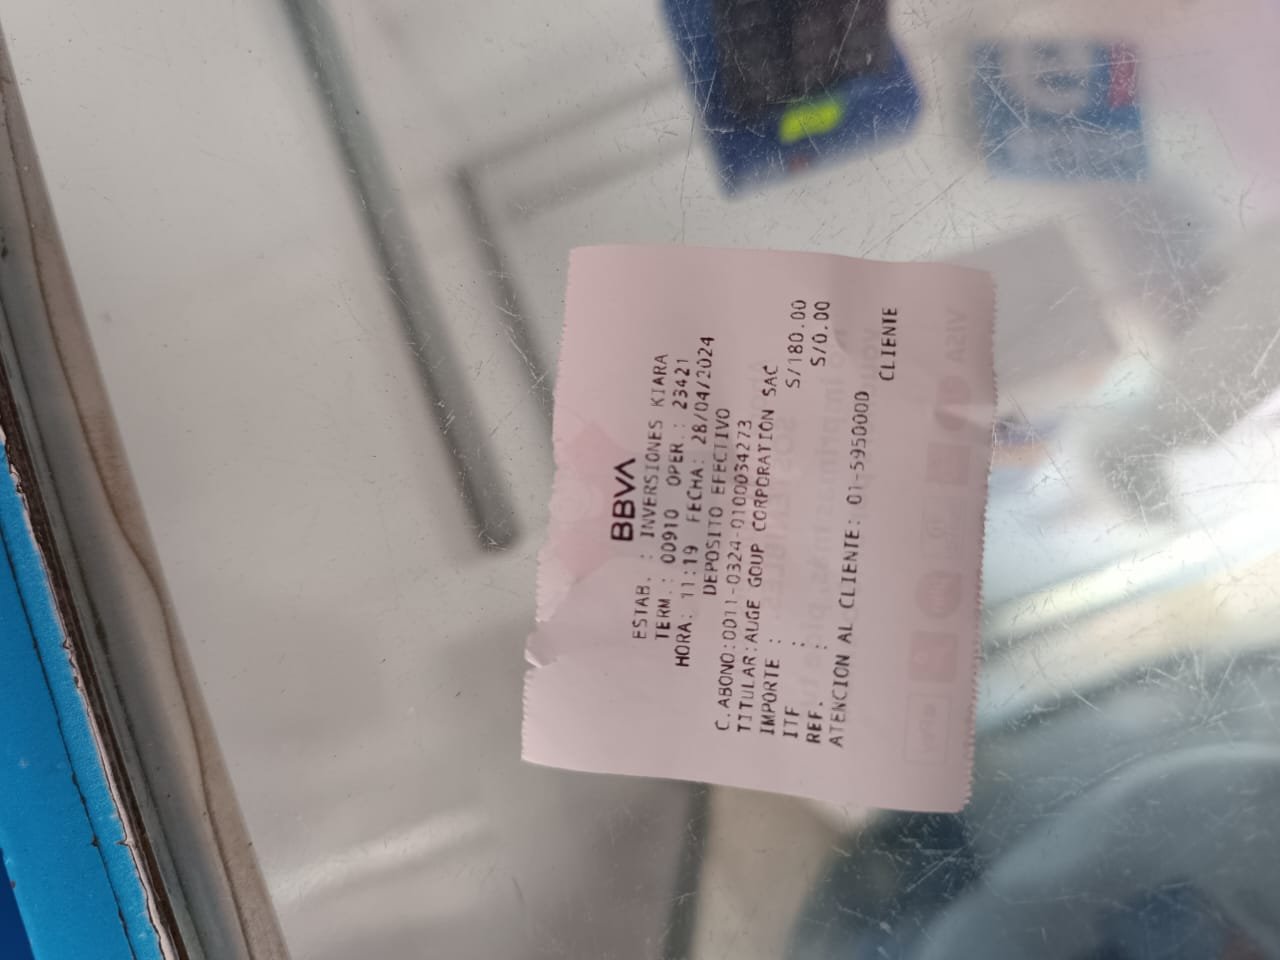 BBVA
ESTAB. : INVERSIONES KIARA
TERM.: 00910 OPER.: 23421
HORA: 11:19 FECHA: 28/04/2024
DEPOSITO EFECTIVO
C.ABONO:0011-0324-0100034273
TITULAR:AUGE GOUP CORPORATION SAC
IMPORTE : S/180.00
ITF : S/0.00
REF. :
ATENCION AL CLIENTE: 01-5950000
CLIENTE
VISA